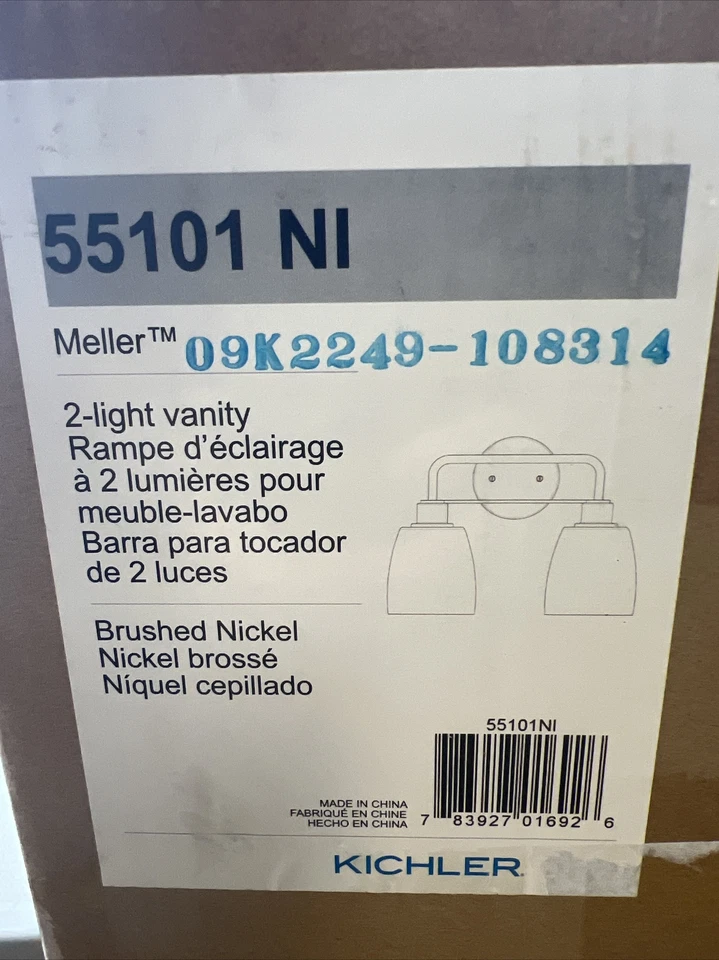 55101 NI
Meller™ 09K2249-108314
2-light vanity
Rampe d'éclairage
à 2 lumières pour
meuble-lavabo
Barra para tocador
de 2 luces
Brushed Nickel
Nickel brossé
Níquel cepillado
55101NI
MADE IN CHINA
FABRIQUÉ EN CHINE
HECHO EN CHINA
7 83927 01692 6
KICHLER